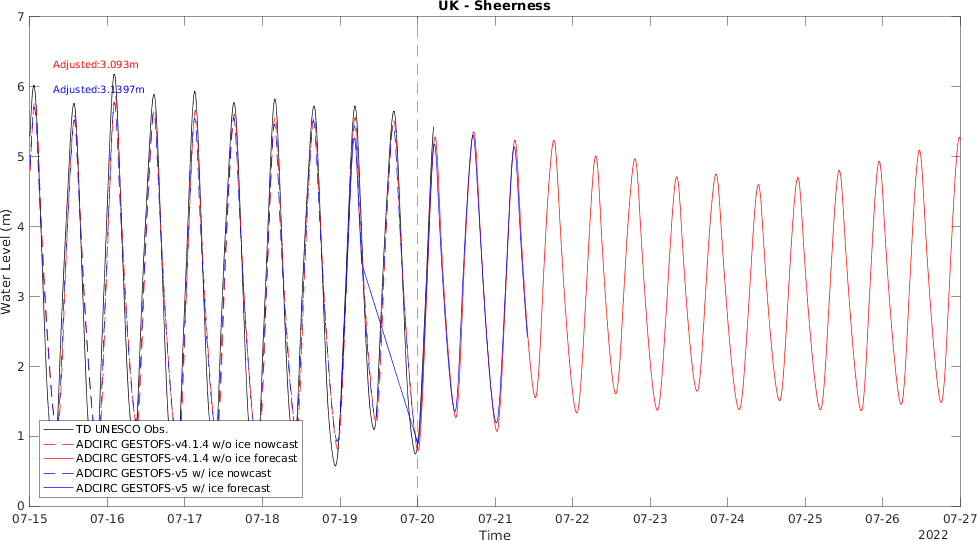 UK - Sheerness
7
6
5
4
3
2
1
0
Water Level (m)
Adjusted:3.093m
Adjusted:3.1397m
TD UNESCO Obs.
ADCIRC GESTOFS-v4.1.4 w/o ice nowcast
ADCIRC GESTOFS-v4.1.4 w/o ice forecast
ADCIRC GESTOFS-v5 w/ ice nowcast
ADCIRC GESTOFS-v5 w/ ice forecast
07-15 07-16 07-17 07-18 07-19 07-20 07-21 07-22 07-23 07-24 07-25 07-26 07-27
Time
2022